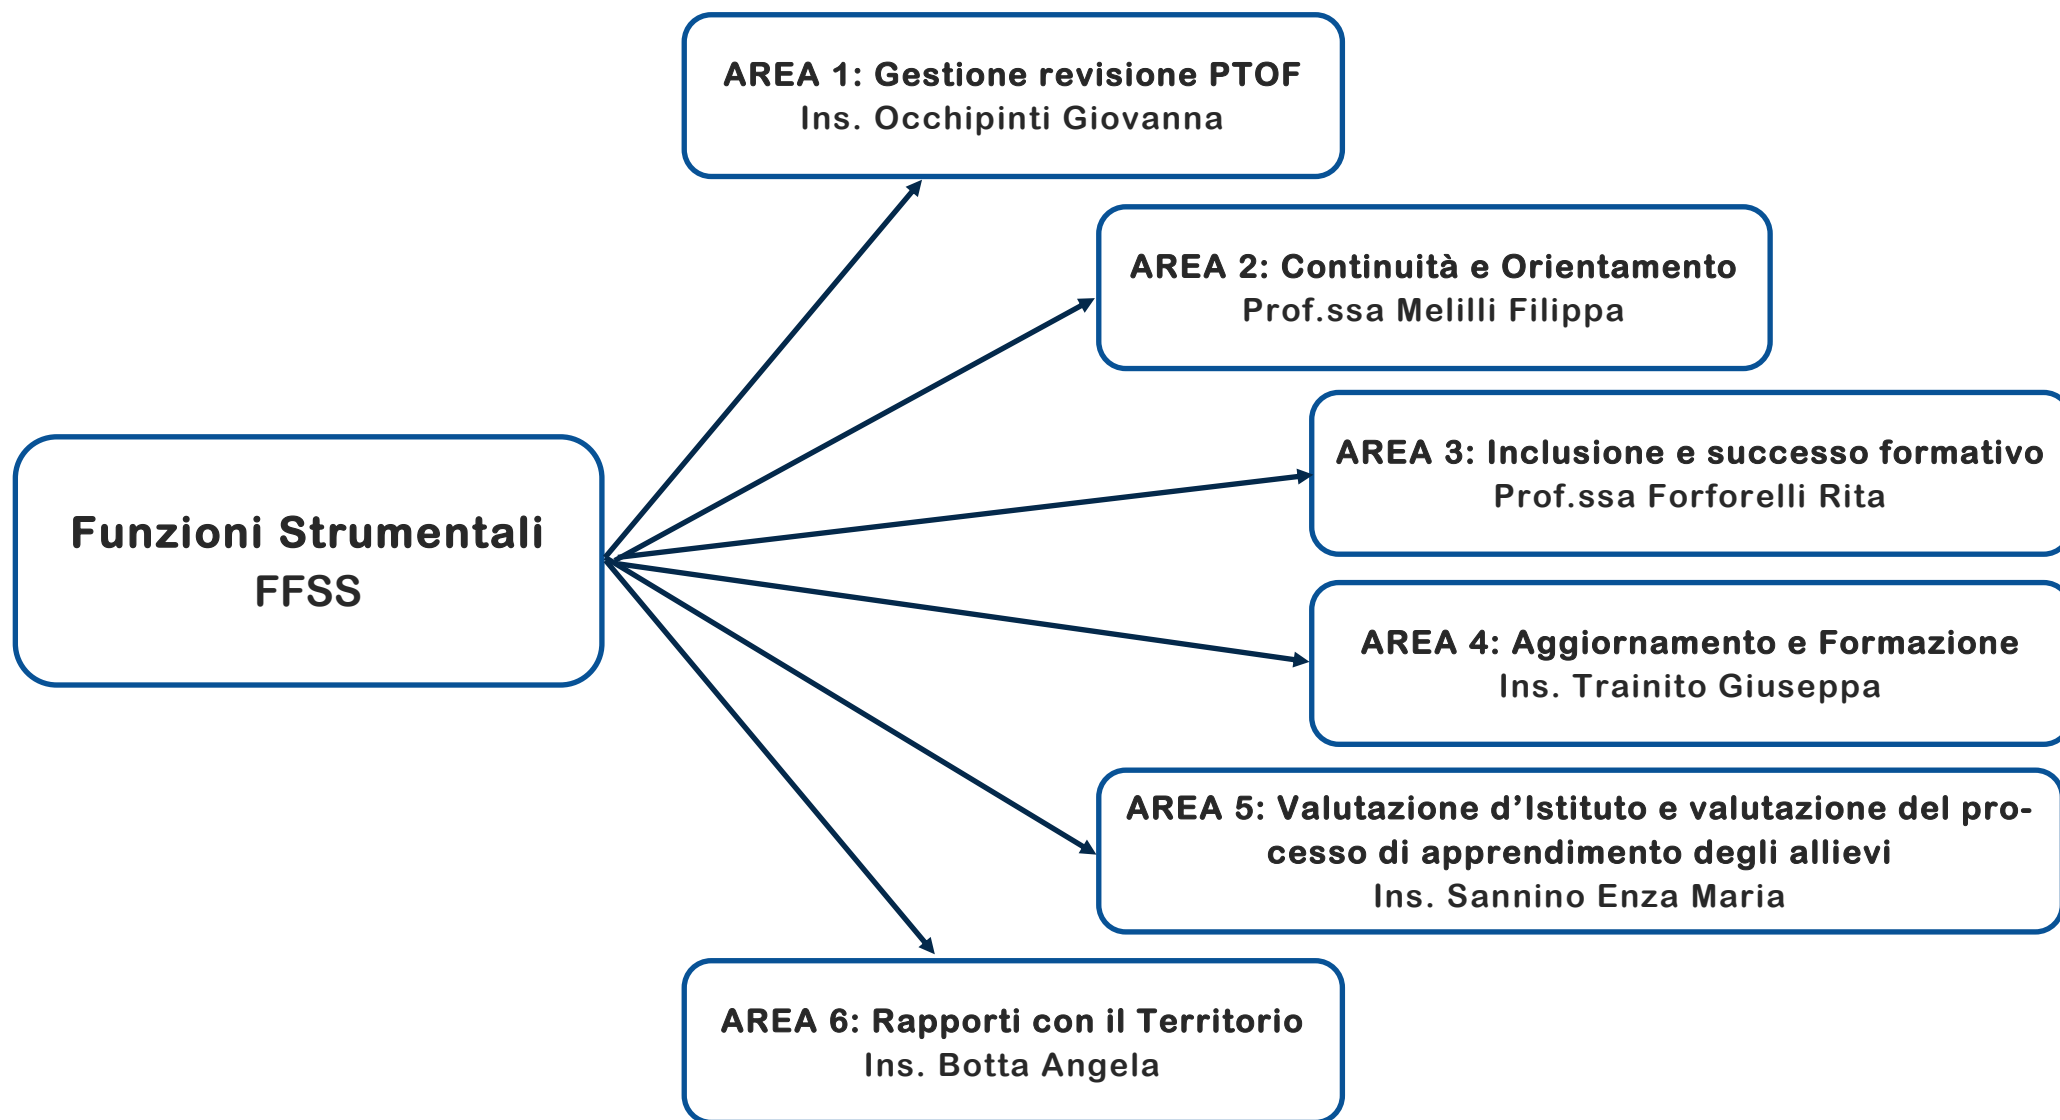 AREA 1: Gestione revisione PTOF
Ins. Occhipinti Giovanna
AREA 2: Continuità e Orientamento
Prof.ssa Melilli Filippa
AREA 3: Inclusione e successo formativo
Prof.ssa Forforelli Rita
Funzioni Strumentali
FFSS
AREA 4: Aggiornamento e Formazione
Ins. Trainito Giuseppa
AREA 5: Valutazione d’Istituto e valutazione del pro-
cesso di apprendimento degli allievi
Ins. Sannino Enza Maria
AREA 6: Rapporti con il Territorio
Ins. Botta Angela